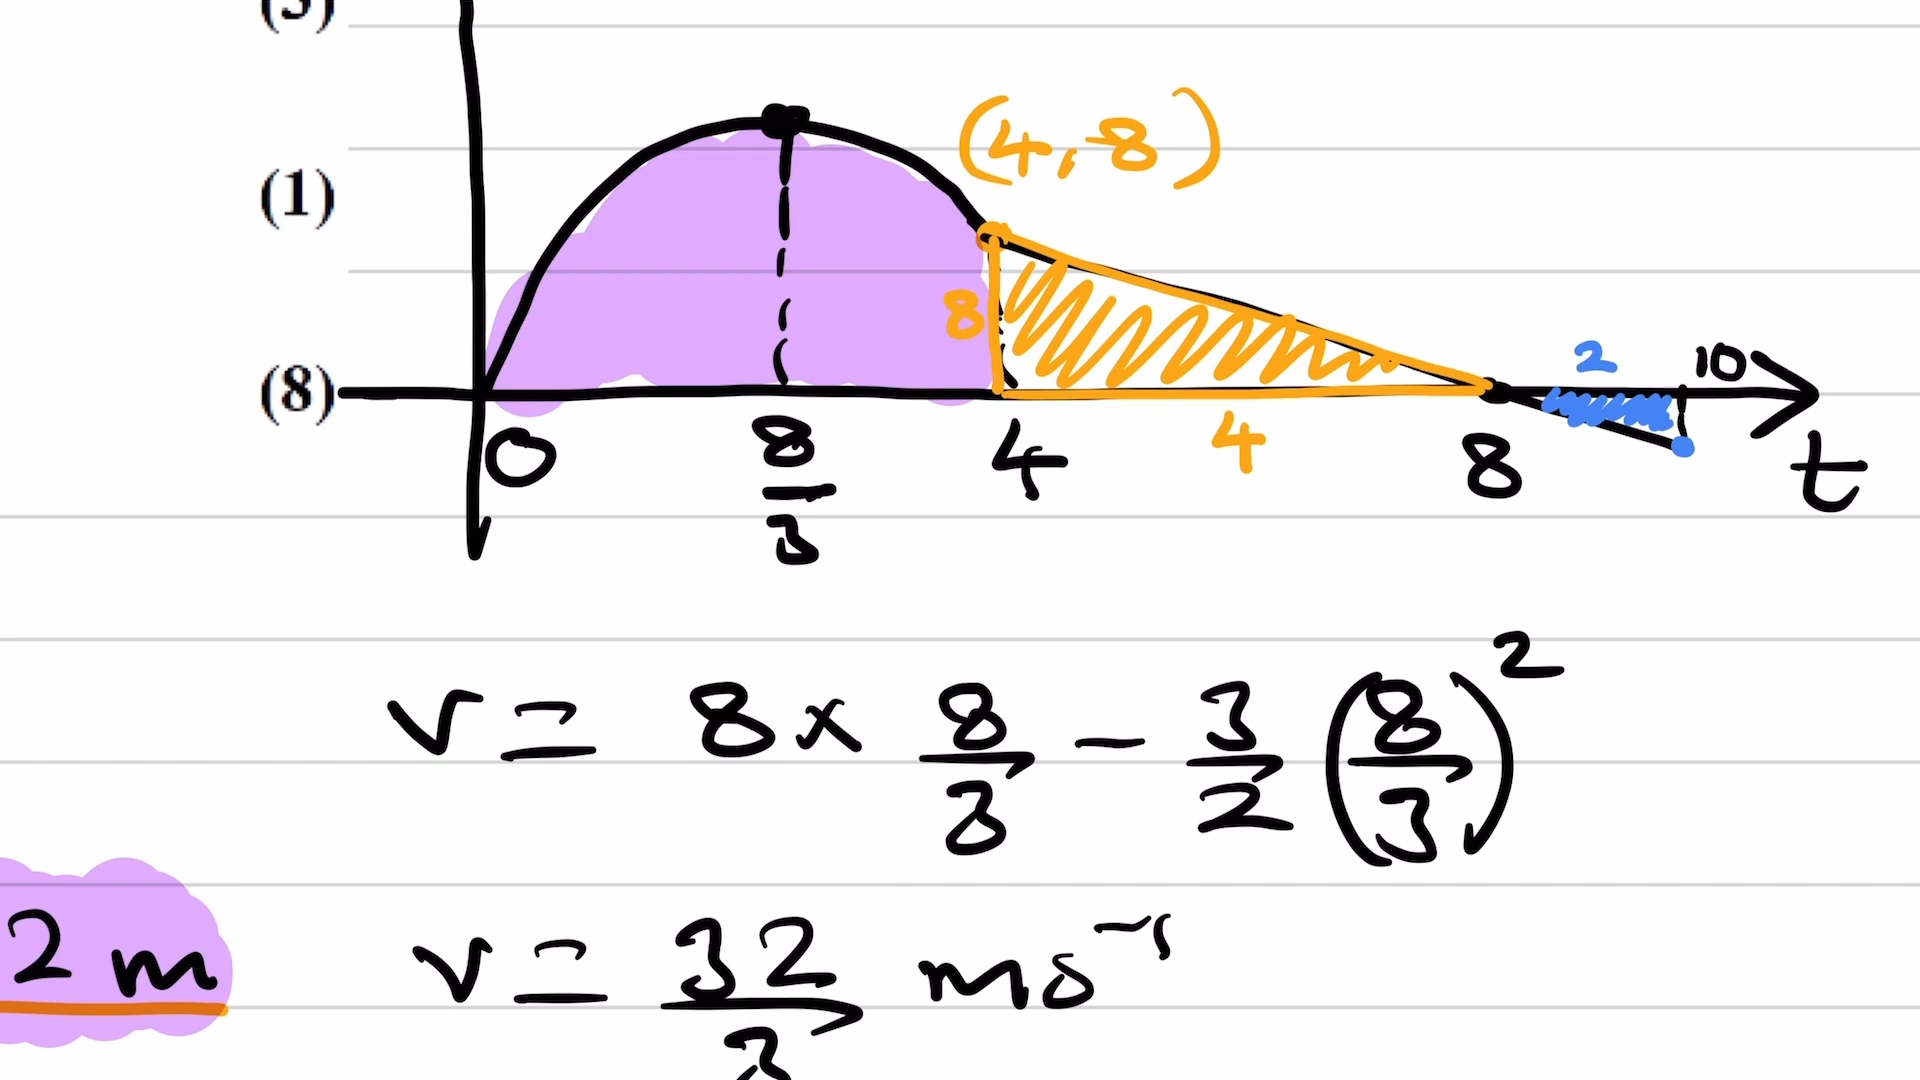 (4, 8)
(1)
8
2 10
(8)
0 8/3 4 4 8 t
v = 8 × 8/3 − 3/2 (8/3)²
2 m
v = 32/3 ms⁻¹